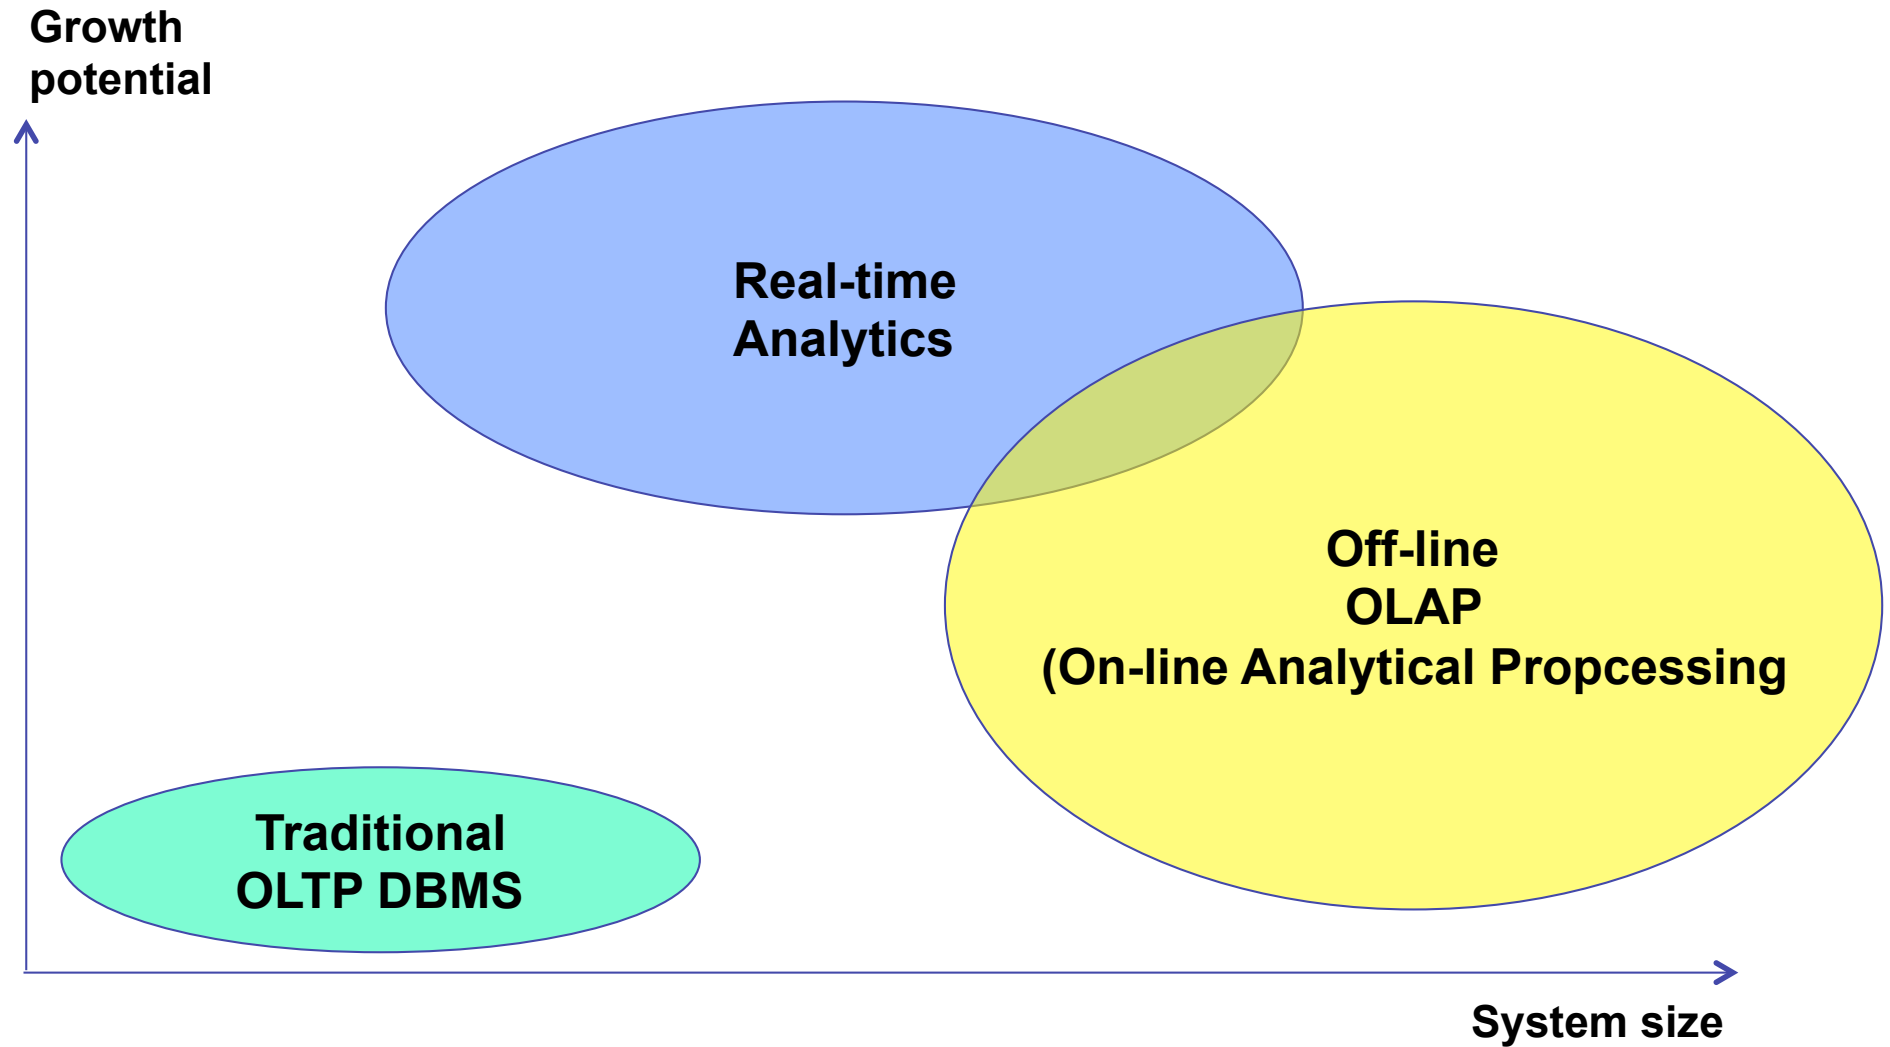 Growth
potential
Real-time
Analytics
Off-line
OLAP
(On-line Analytical Propcessing
Traditional
OLTP DBMS
System size